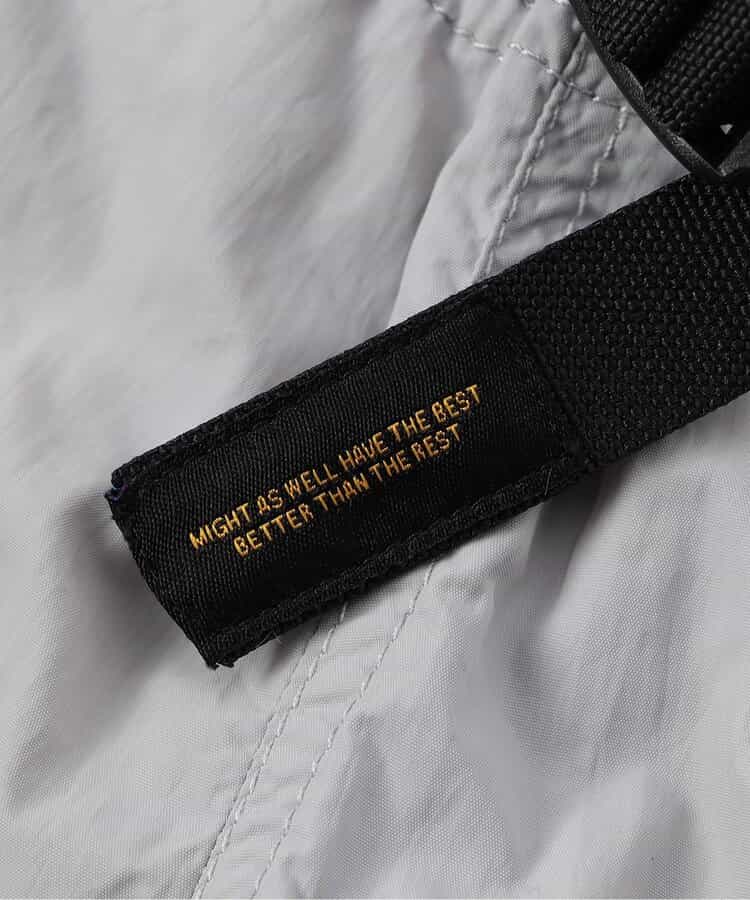 MIGHT AS WELL HAVE THE BEST
BETTER THAN THE REST